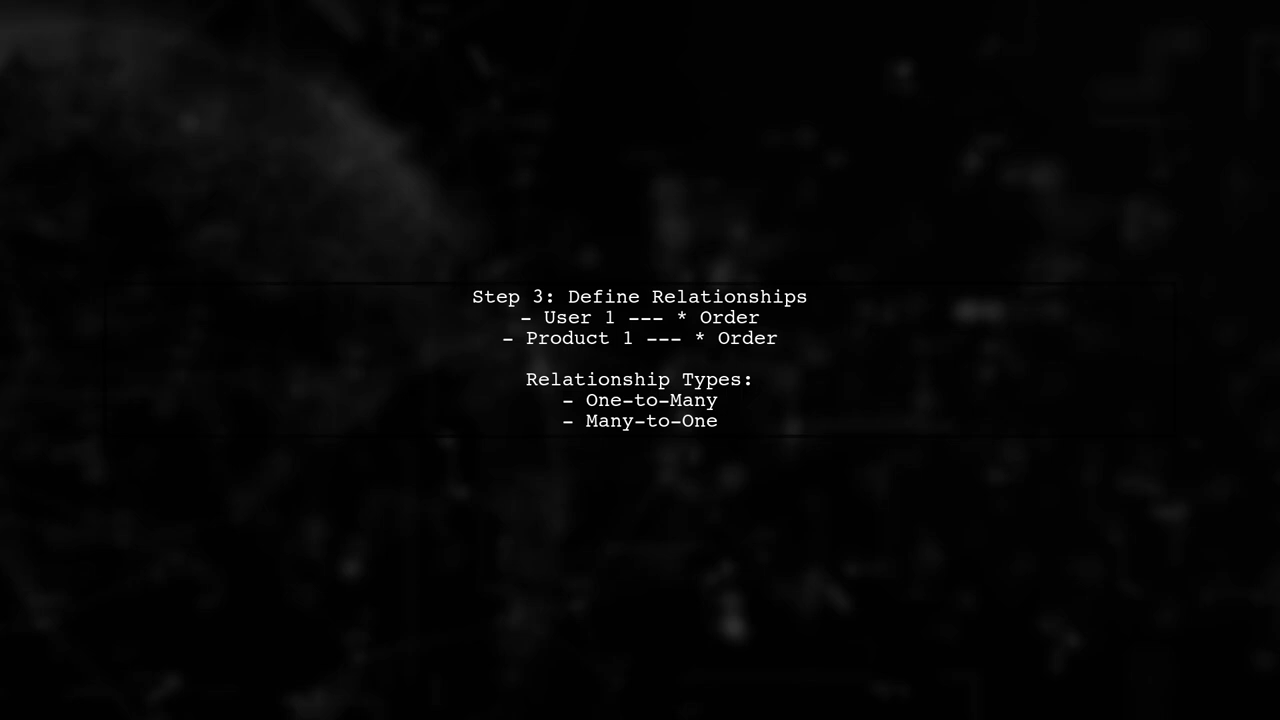 Step 3: Define Relationships
- User 1 --- * Order
- Product 1 --- * Order
Relationship Types:
- One-to-Many
- Many-to-One